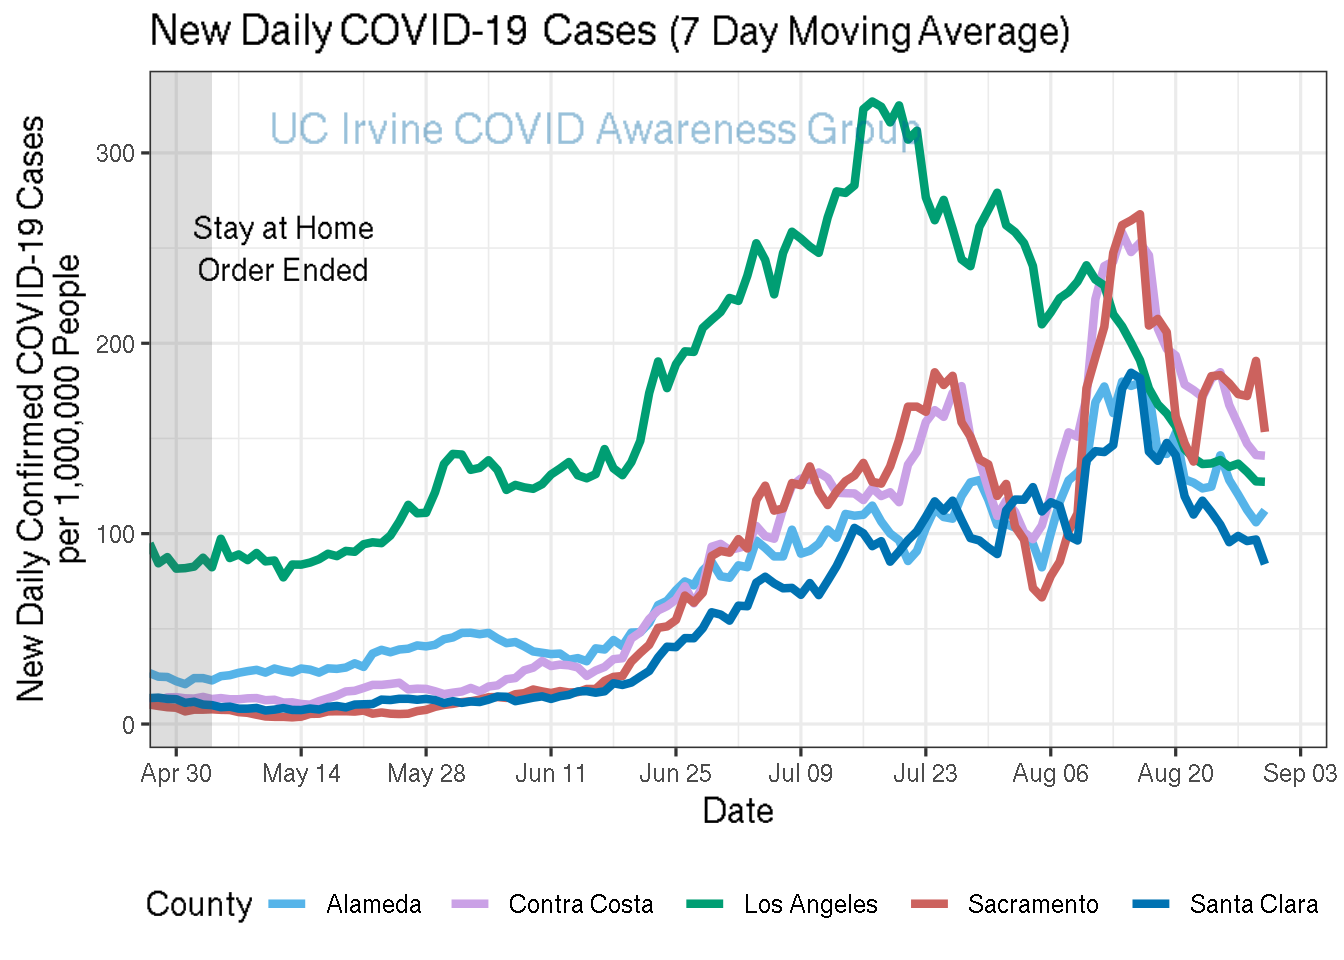 New Daily COVID-19 Cases (7 Day Moving Average)
UC Irvine COVID Awareness Group
Stay at Home
Order Ended
New Daily Confirmed COVID-19 Cases
per 1,000,000 People
300
200
100
0
Apr 30 May 14 May 28 Jun 11 Jun 25 Jul 09 Jul 23 Aug 06 Aug 20 Sep 03
Date
County Alameda Contra Costa Los Angeles Sacramento Santa Clara